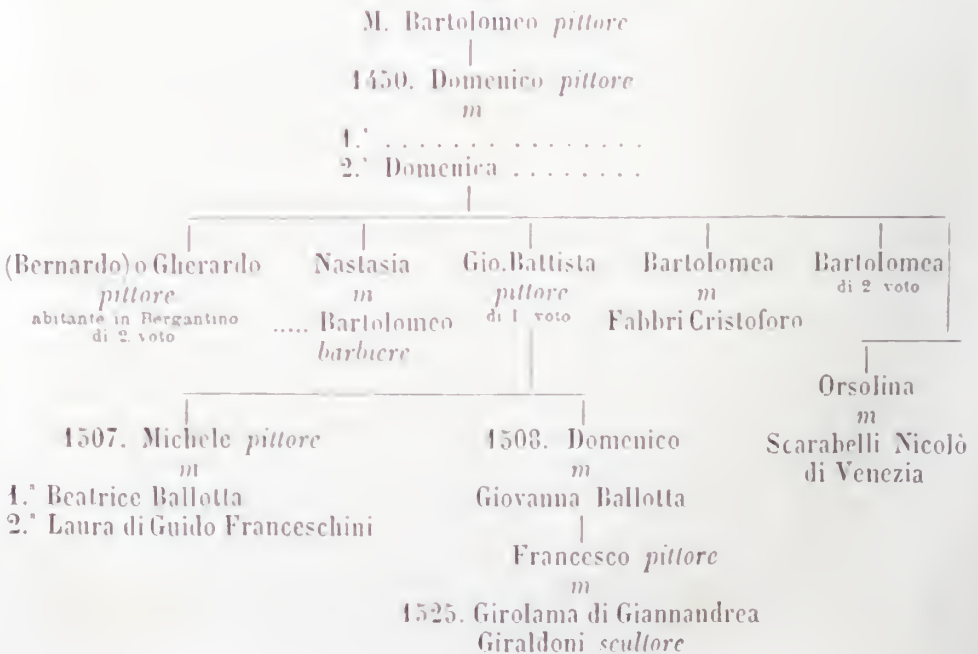 M. Bartolomeo pittore
1450. Domenico pittore
m
1.ª . . . . . . . . . . . . . . .
2.ª Domenica . . . . . . . .
(Bernardo) o Gherardo
pittore
abitante in Bergantino
di 2. voto
Nastasia
m
..... Bartolomeo
barbiere
Gio. Battista
pittore
di 1 voto
Bartolomea
m
Fabbri Cristoforo
Bartolomea
di 2 voto
Orsolina
m
Scarabelli Nicolò
di Venezia
1507. Michele pittore
m
1.ª Beatrice Ballotta
2.ª Laura di Guido Franceschini
1508. Domenico
m
Giovanna Ballotta
Francesco pittore
m
1525. Girolama di Giannandrea
Giraldoni scultore